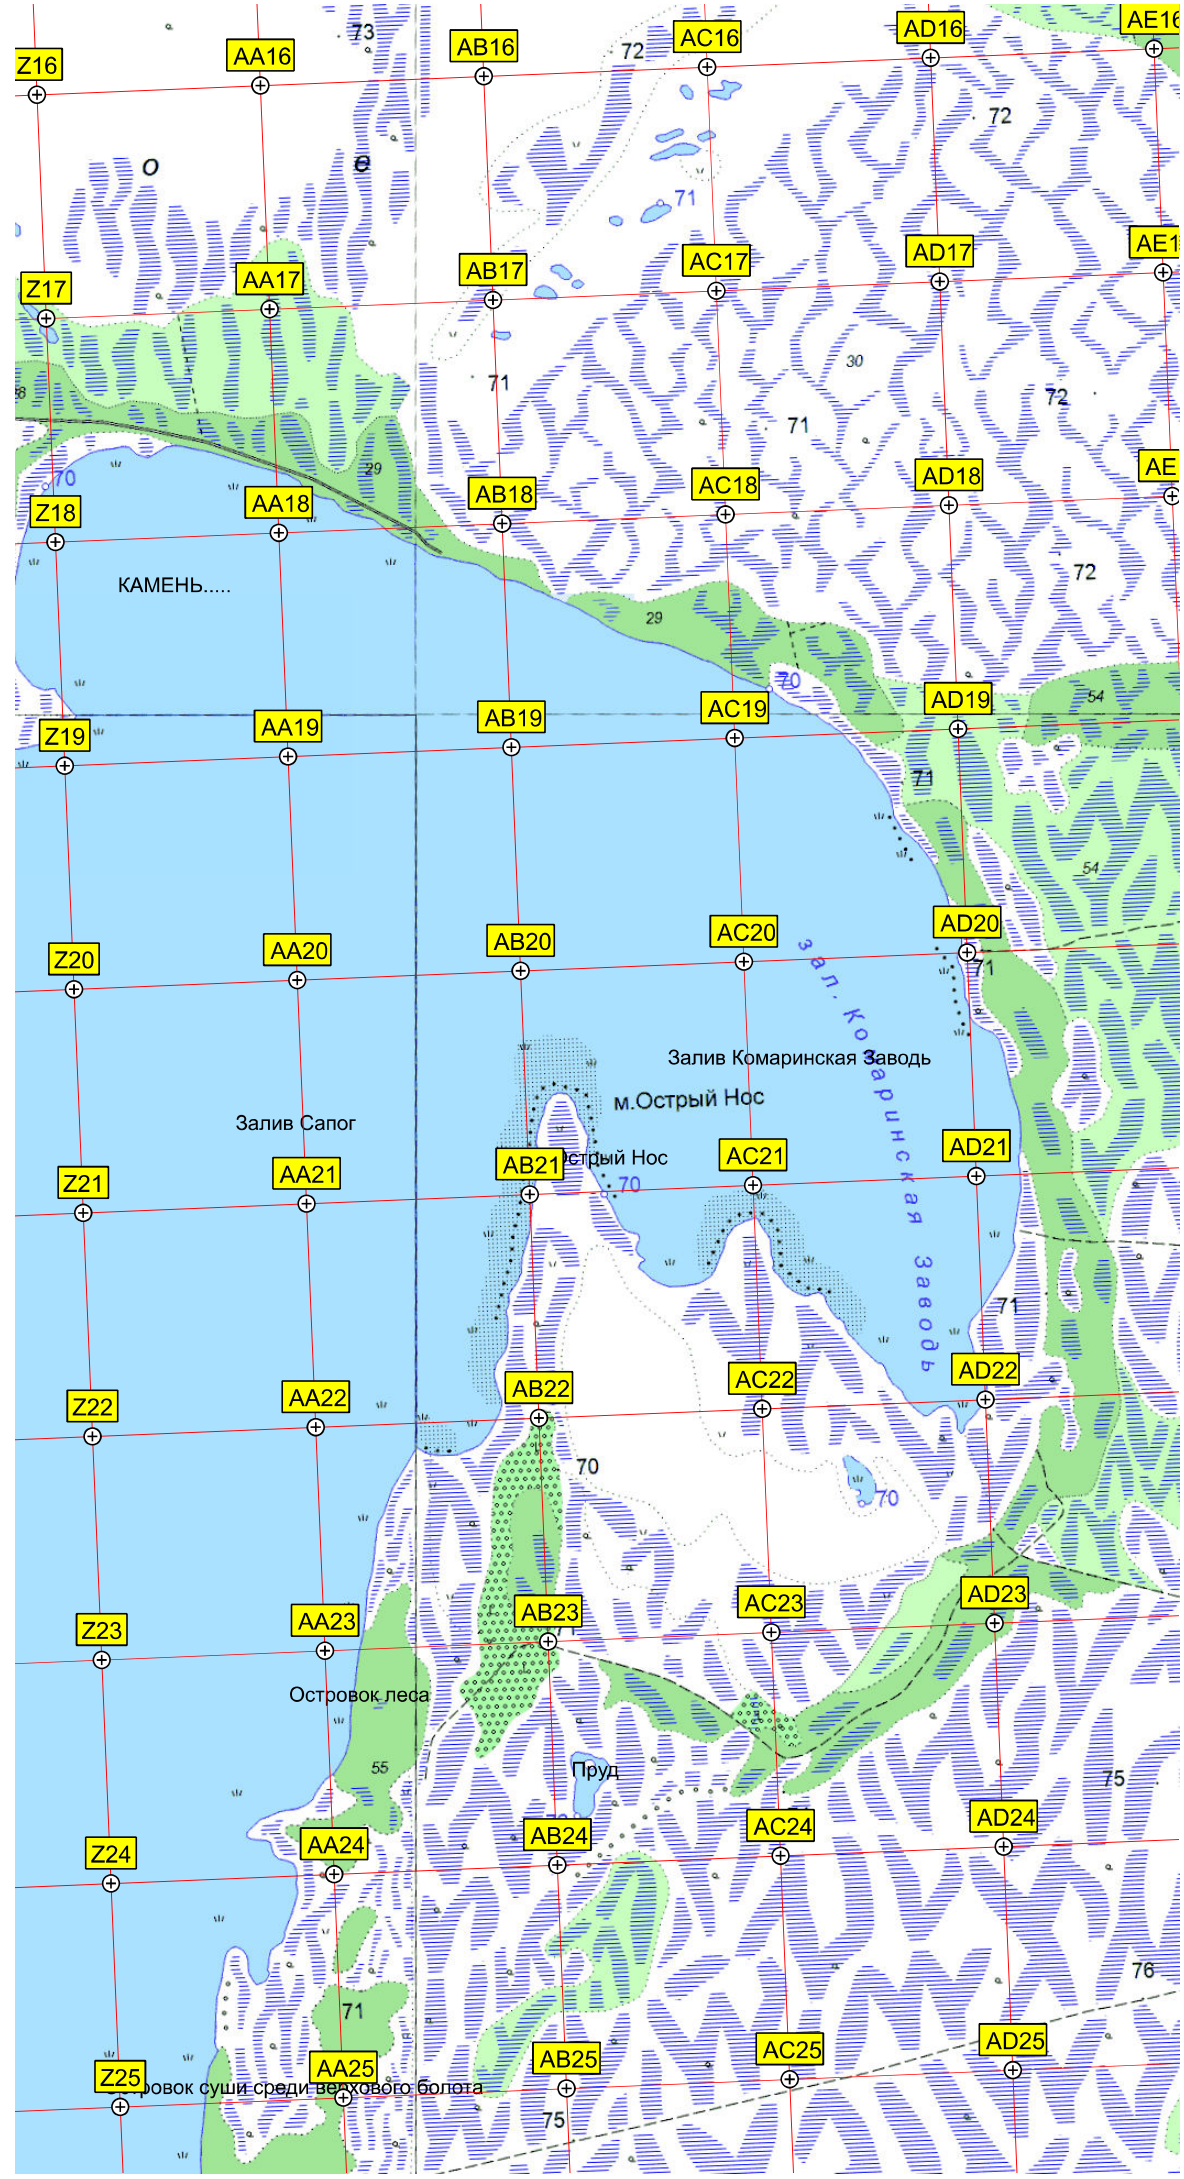 Z16
AA16
73
AB16
72
AC16
AD16
AE16
72
о
е
71
Z17
AA17
AB17
AC17
AD17
AE1
30
71
71
72
29
70
Z18
AA18
AB18
AC18
AD18
AE
72
КАМЕНЬ.....
29
70
54
Z19
AA19
AB19
AC19
AD19
71
54
Z20
AA20
AB20
AC20
AD20
71
зал. Комаринская Заводь
Залив Комаринская Заводь
м.Острый Нос
Залив Сапог
Острый Нос
70
Z21
AA21
AB21
AC21
AD21
71
Z22
AA22
AB22
AC22
AD22
70
70
Z23
AA23
AB23
AC23
AD23
Островок леса
55
Пруд
75
Z24
AA24
AB24
AC24
AD24
76
71
Z25
AA25
AB25
AC25
AD25
Островок суши среди верхового болота
75